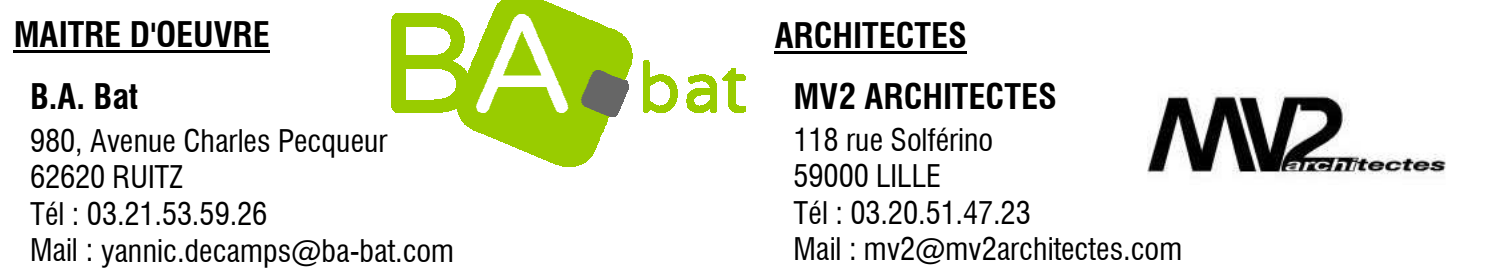 MAITRE D'OEUVRE
B.A. Bat
980, Avenue Charles Pecqueur
62620 RUITZ
Tél : 03.21.53.59.26
Mail : yannic.decamps@ba-bat.com
BA bat
ARCHITECTES
MV2 ARCHITECTES
118 rue Solférino
59000 LILLE
Tél : 03.20.51.47.23
Mail : mv2@mv2architectes.com
MV2
architectes